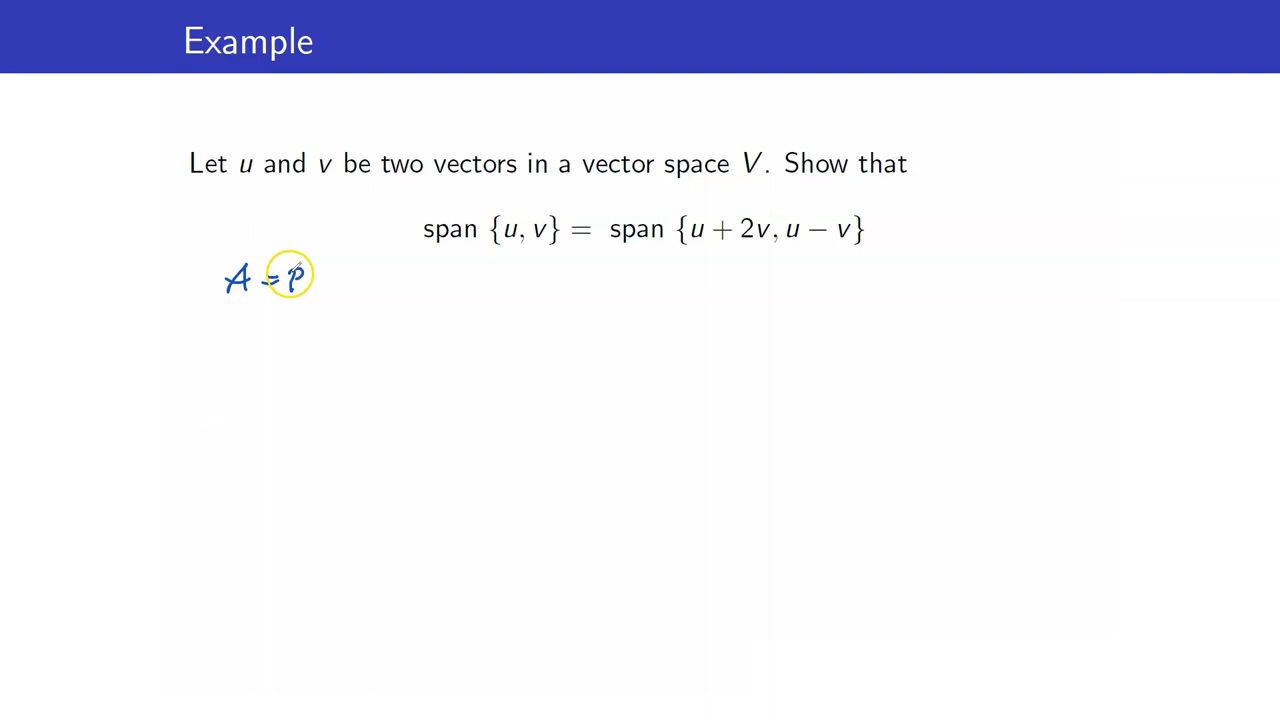 Example
Let u and v be two vectors in a vector space V. Show that
span {u, v} = span {u + 2v, u − v}
A = P